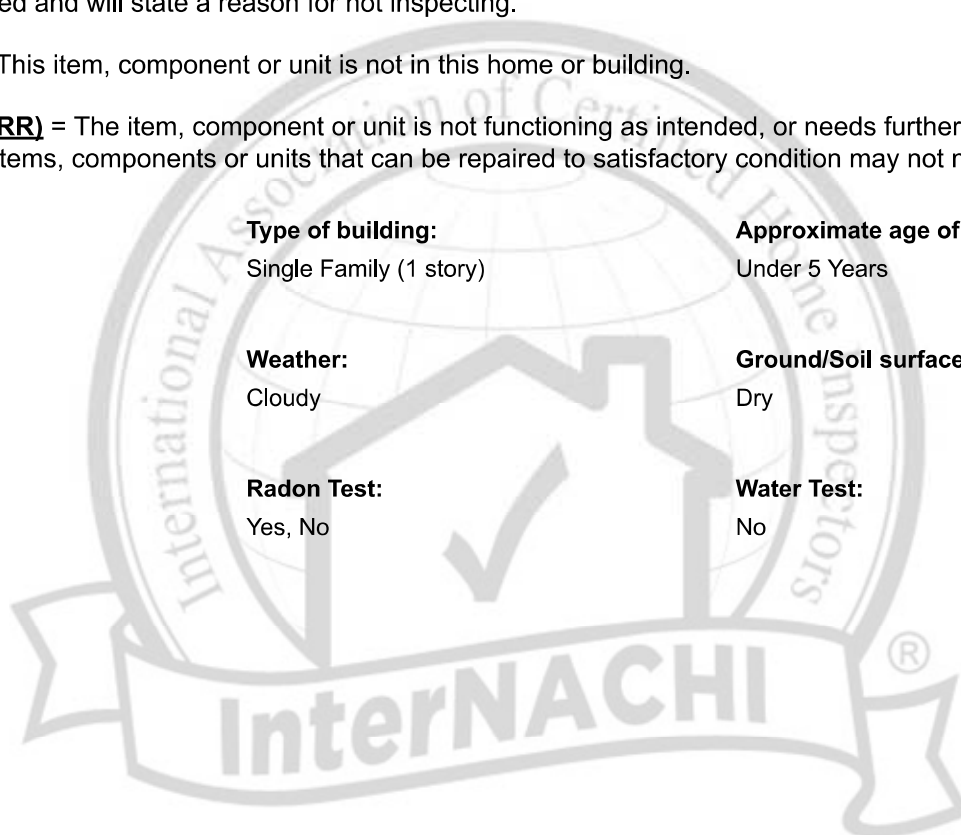 ed and will state a reason for not inspecting.
This item, component or unit is not in this home or building.
RR) = The item, component or unit is not functioning as intended, or needs further
tems, components or units that can be repaired to satisfactory condition may not n
Type of building: Approximate age of
Single Family (1 story) Under 5 Years
Weather: Ground/Soil surface
Cloudy Dry
Radon Test: Water Test:
Yes, No No
International Association of Certified Home Inspectors
InterNACHI ®